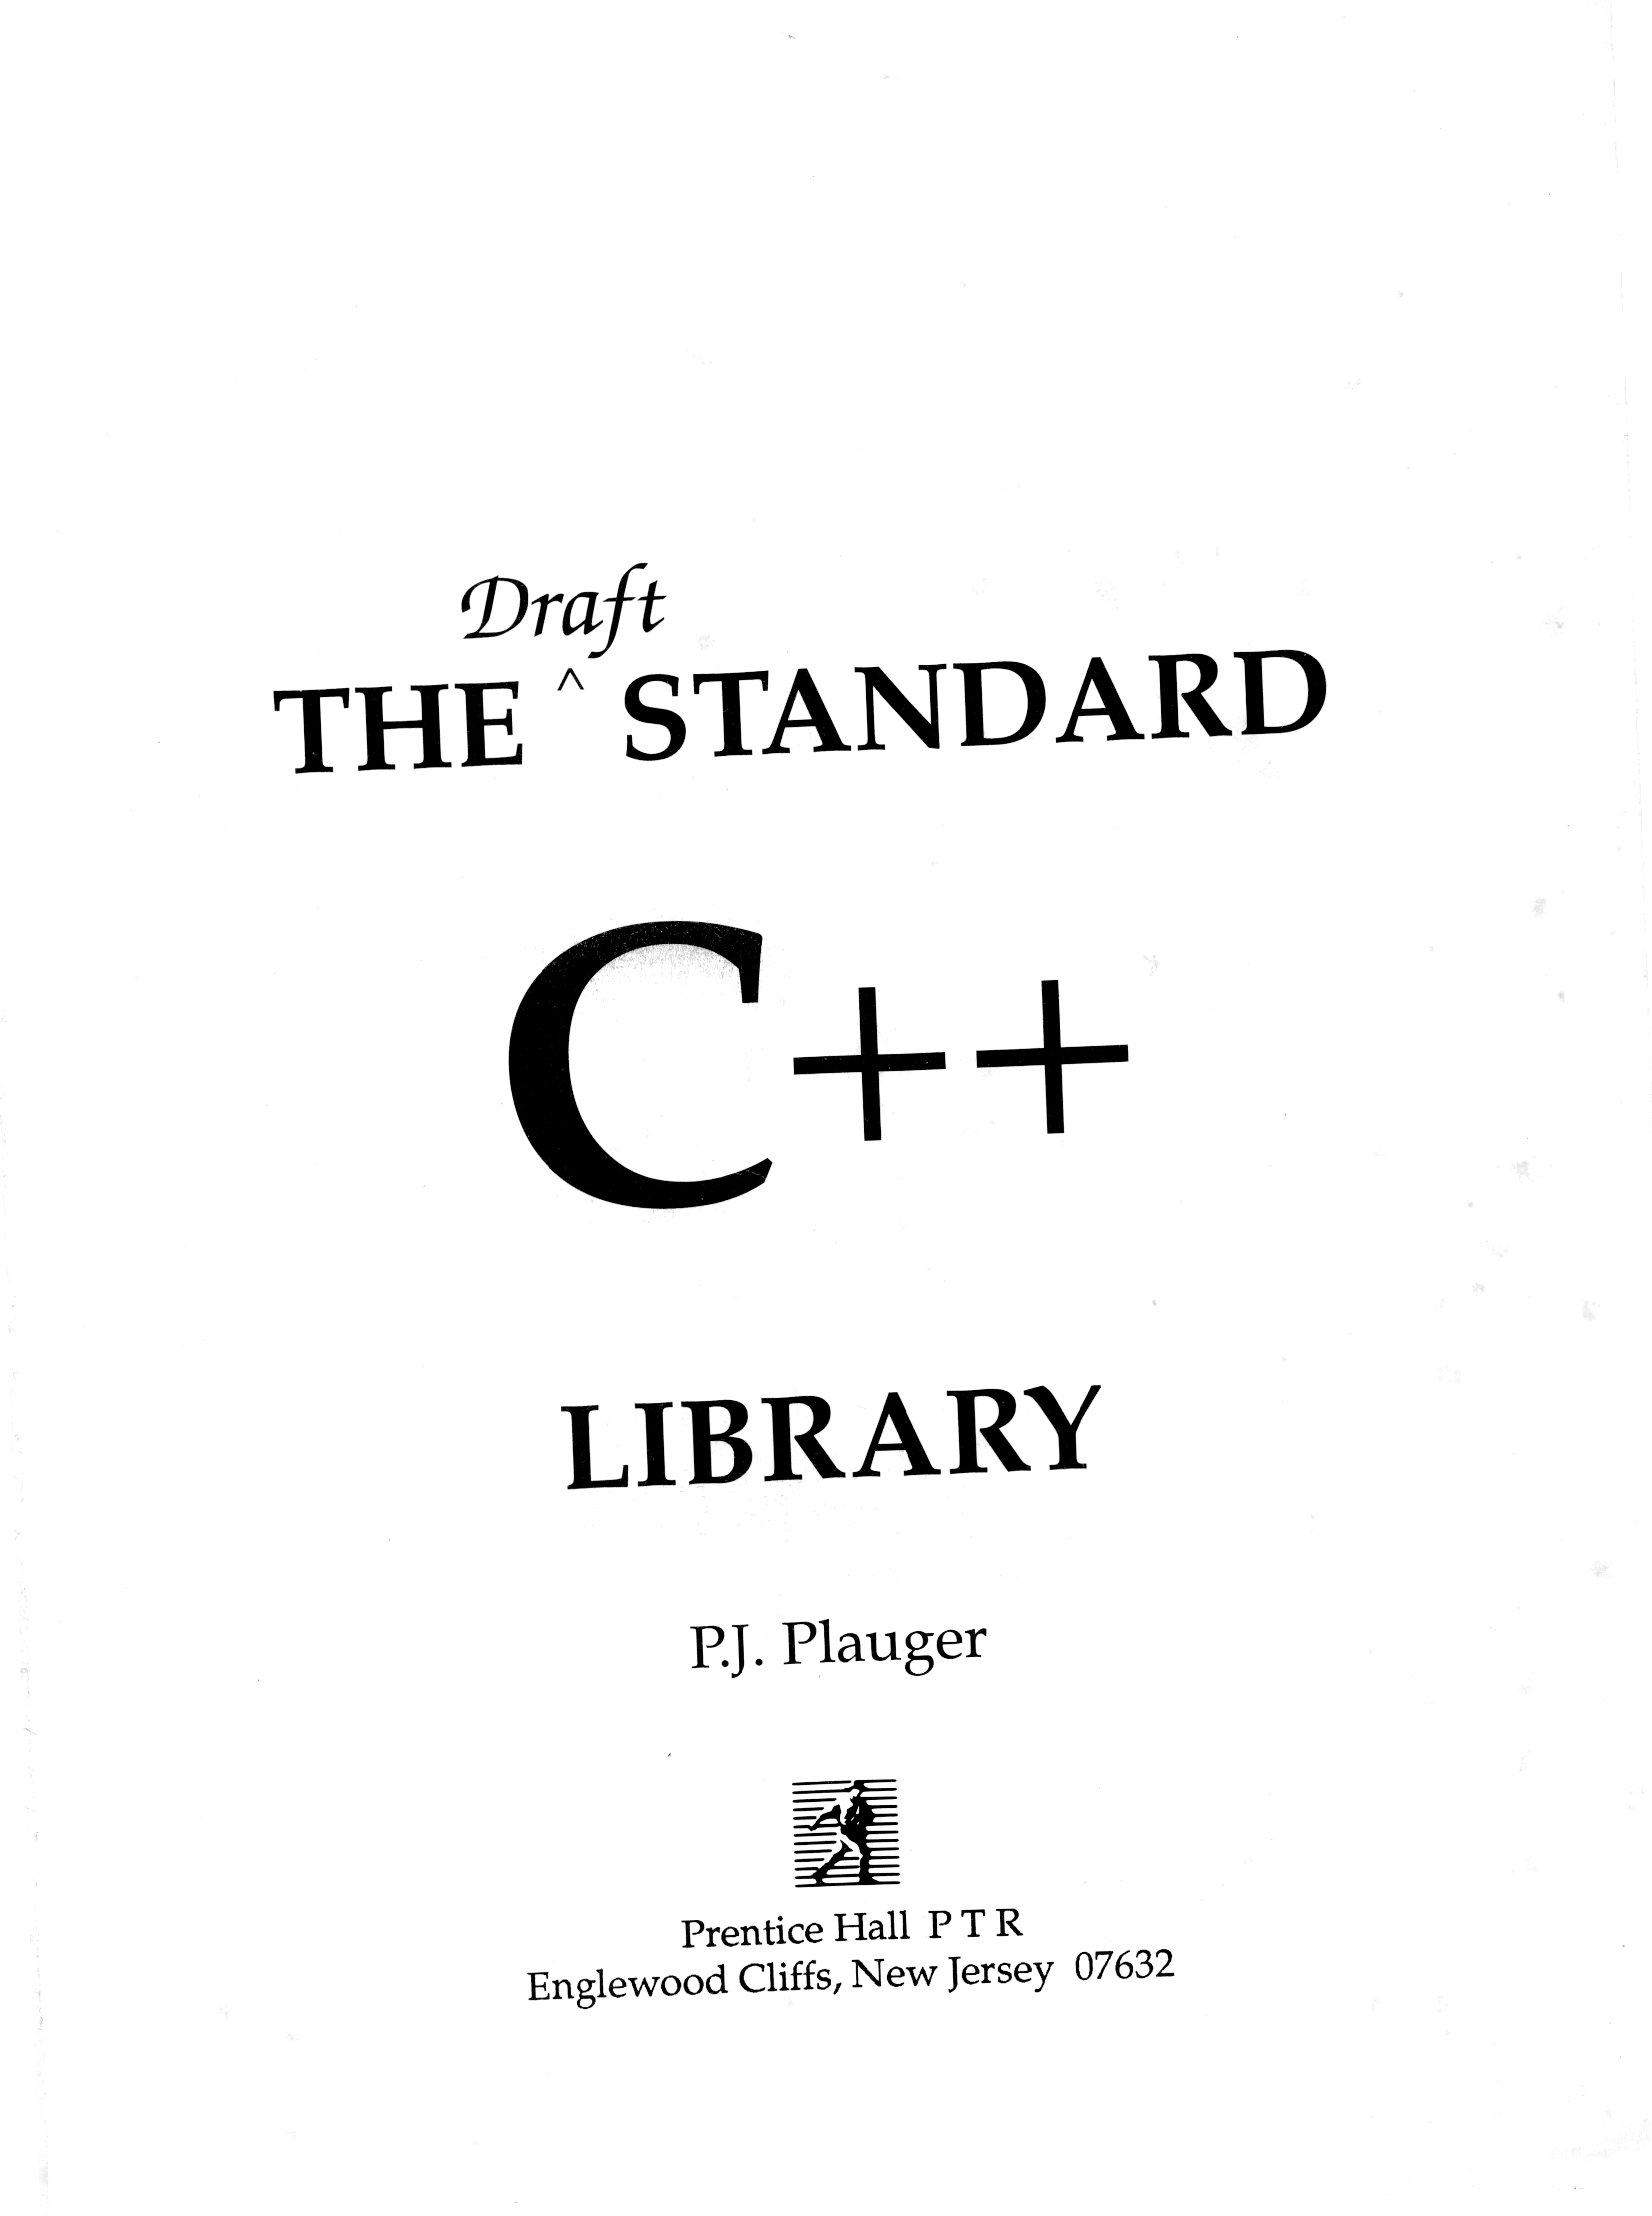 Draft
THE ^ STANDARD
C++
LIBRARY
P.J. Plauger
Prentice Hall P T R
Englewood Cliffs, New Jersey 07632